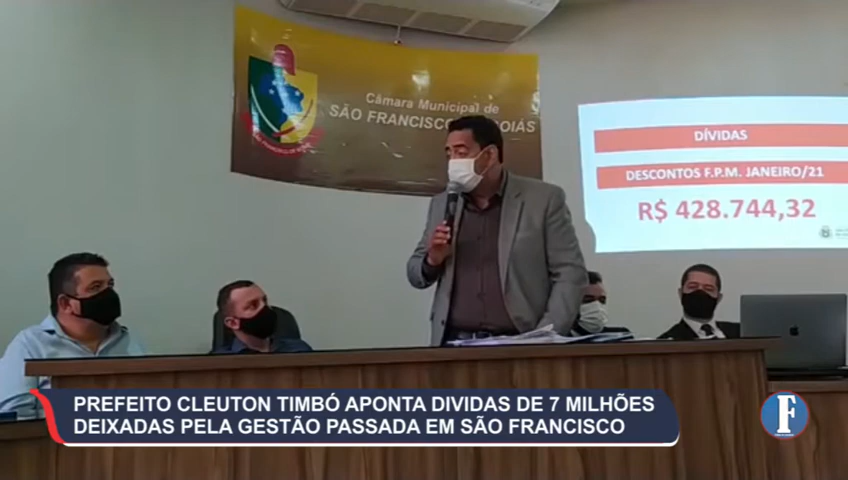 Câmara Municipal de
SÃO FRANCISCO GOIÁS
DÍVIDAS
DESCONTOS F.P.M. JANEIRO/21
R$ 428.744,32
PREFEITO CLEUTON TIMBÓ APONTA DIVIDAS DE 7 MILHÕES
DEIXADAS PELA GESTÃO PASSADA EM SÃO FRANCISCO
F